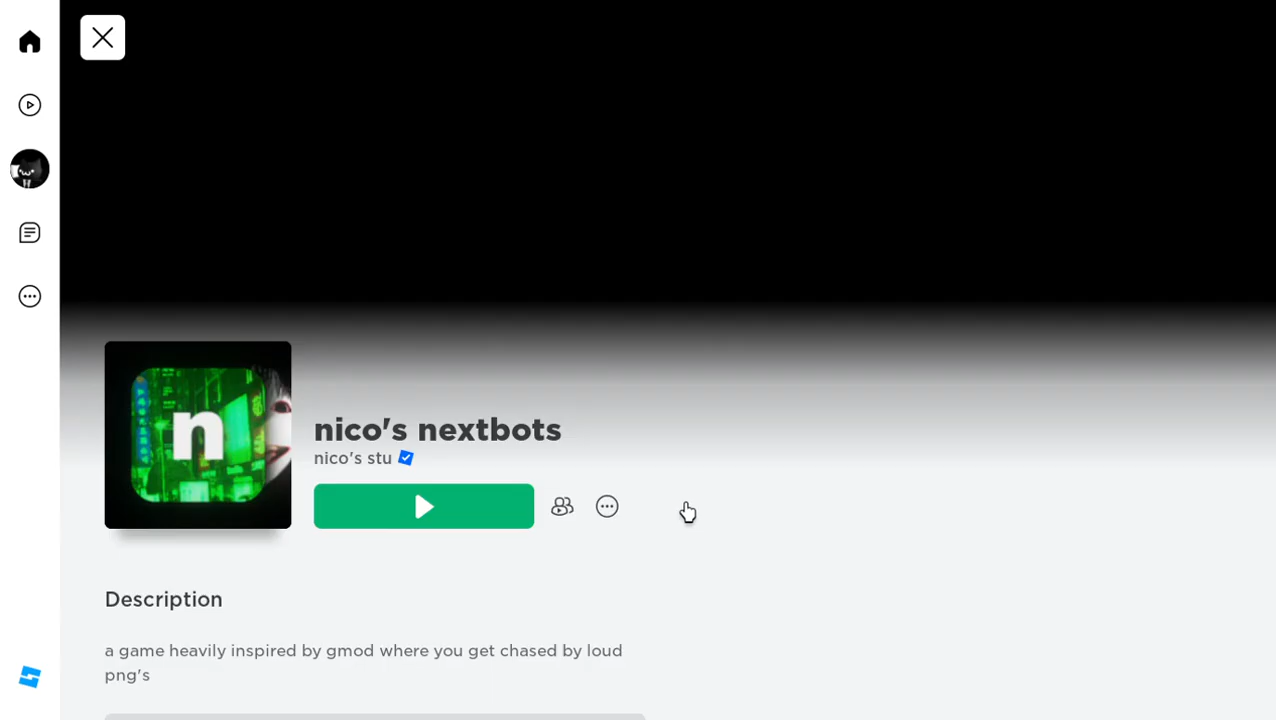 n
nico's nextbots
nico's stu
Description
a game heavily inspired by gmod where you get chased by loud
png's